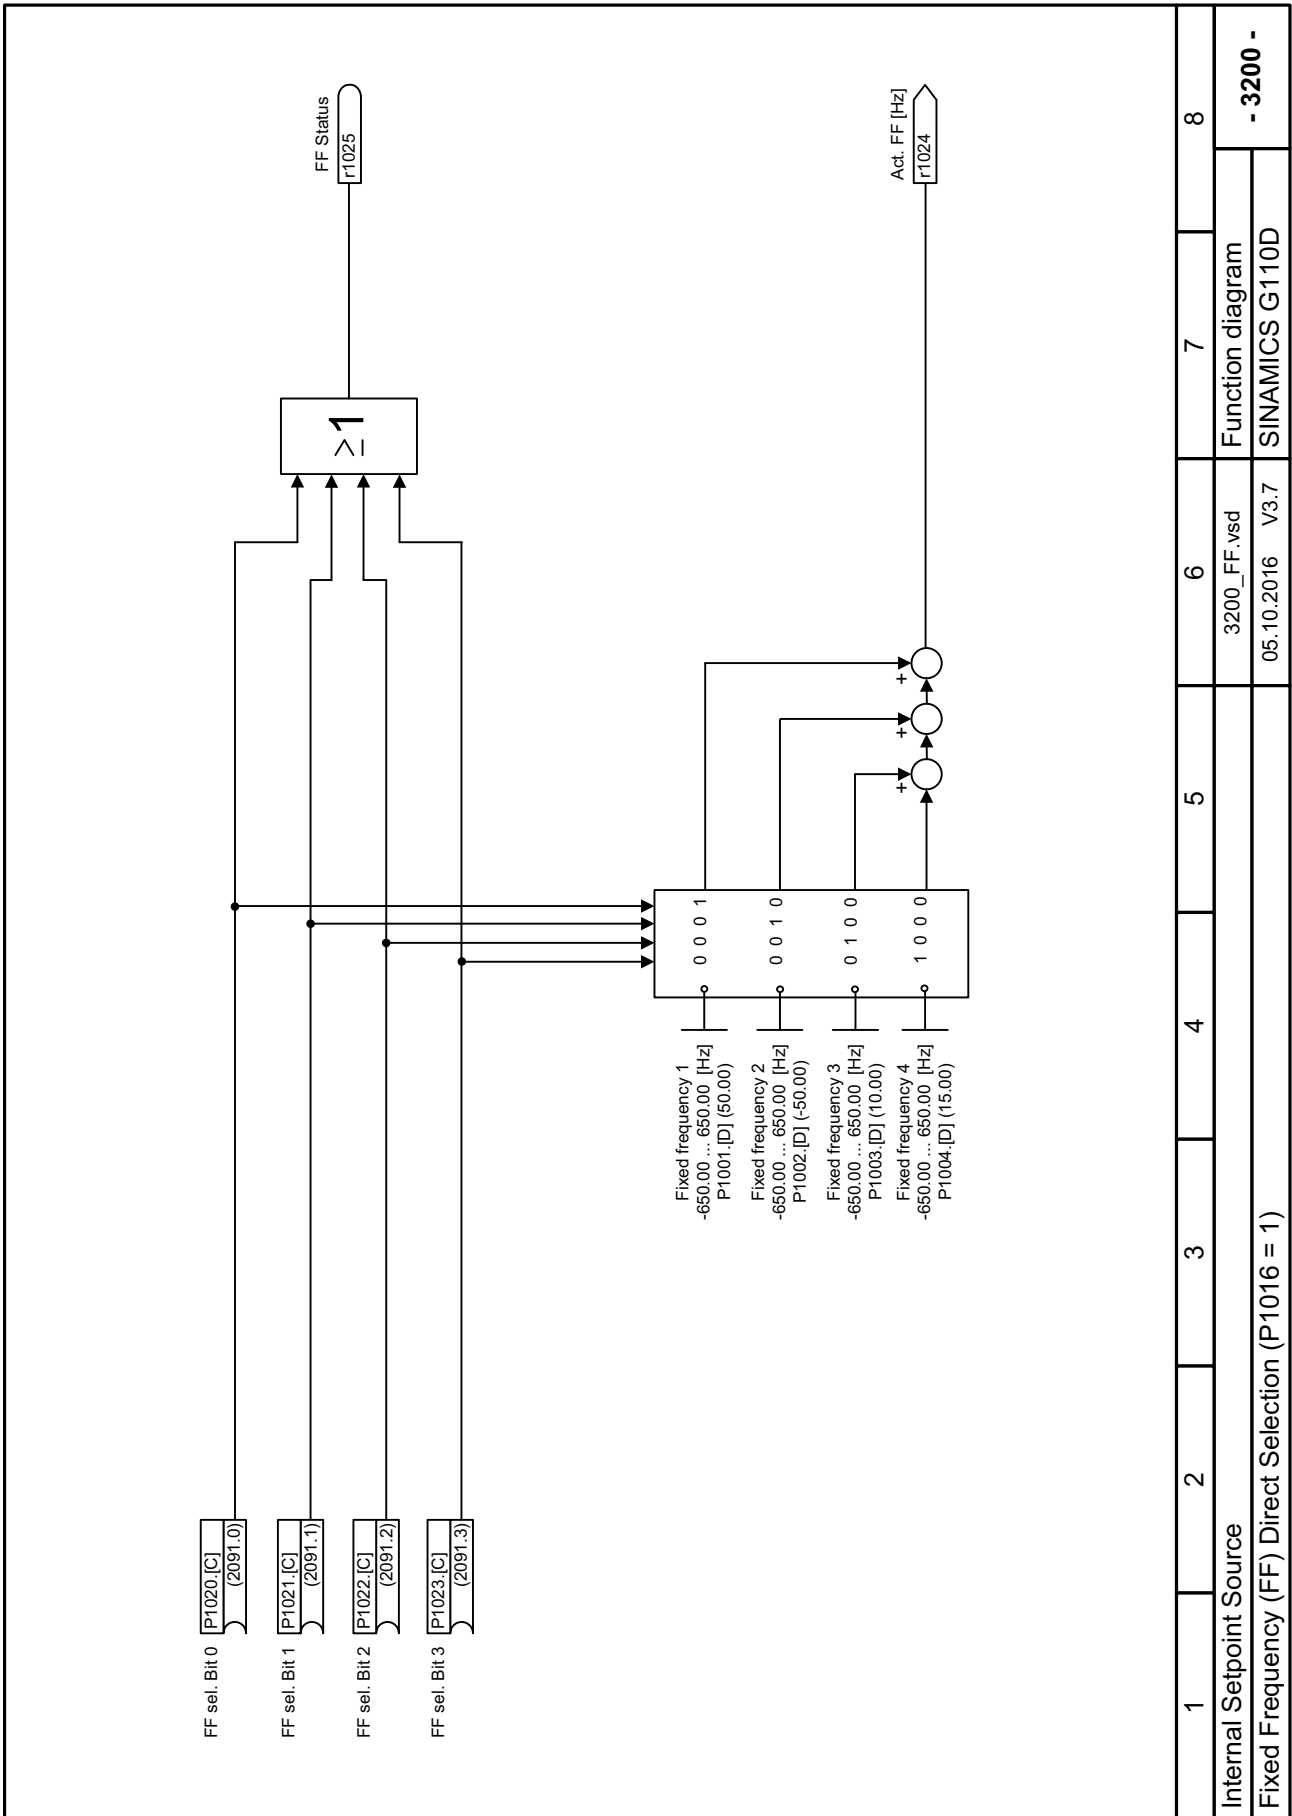 FF sel. Bit 0
P1020.[C]
(2091.0)
FF sel. Bit 1
P1021.[C]
(2091.1)
FF sel. Bit 2
P1022.[C]
(2091.2)
FF sel. Bit 3
P1023.[C]
(2091.3)
≥1
FF Status
r1025
Fixed frequency 1
-650.00 ... 650.00 [Hz]
P1001.[D] (50.00)
0 0 0 1
Fixed frequency 2
-650.00 ... 650.00 [Hz]
P1002.[D] (-50.00)
0 0 1 0
Fixed frequency 3
-650.00 ... 650.00 [Hz]
P1003.[D] (10.00)
0 1 0 0
Fixed frequency 4
-650.00 ... 650.00 [Hz]
P1004.[D] (15.00)
1 0 0 0
+
+
+
Act. FF [Hz]
r1024
1 2 3 4 5 6 7 8
Internal Setpoint Source 3200_FF.vsd Function diagram
- 3200 -
Fixed Frequency (FF) Direct Selection (P1016 = 1) 05.10.2016 V3.7 SINAMICS G110D